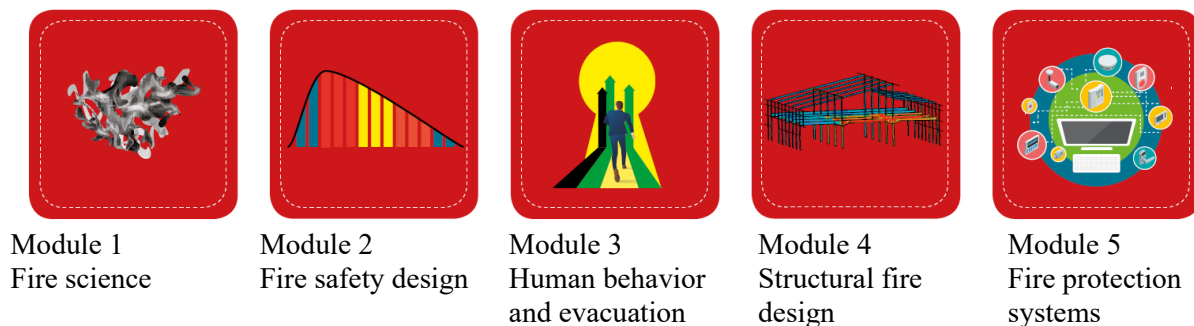 Module 1
Fire science
Module 2
Fire safety design
Module 3
Human behavior
and evacuation
Module 4
Structural fire
design
Module 5
Fire protection
systems